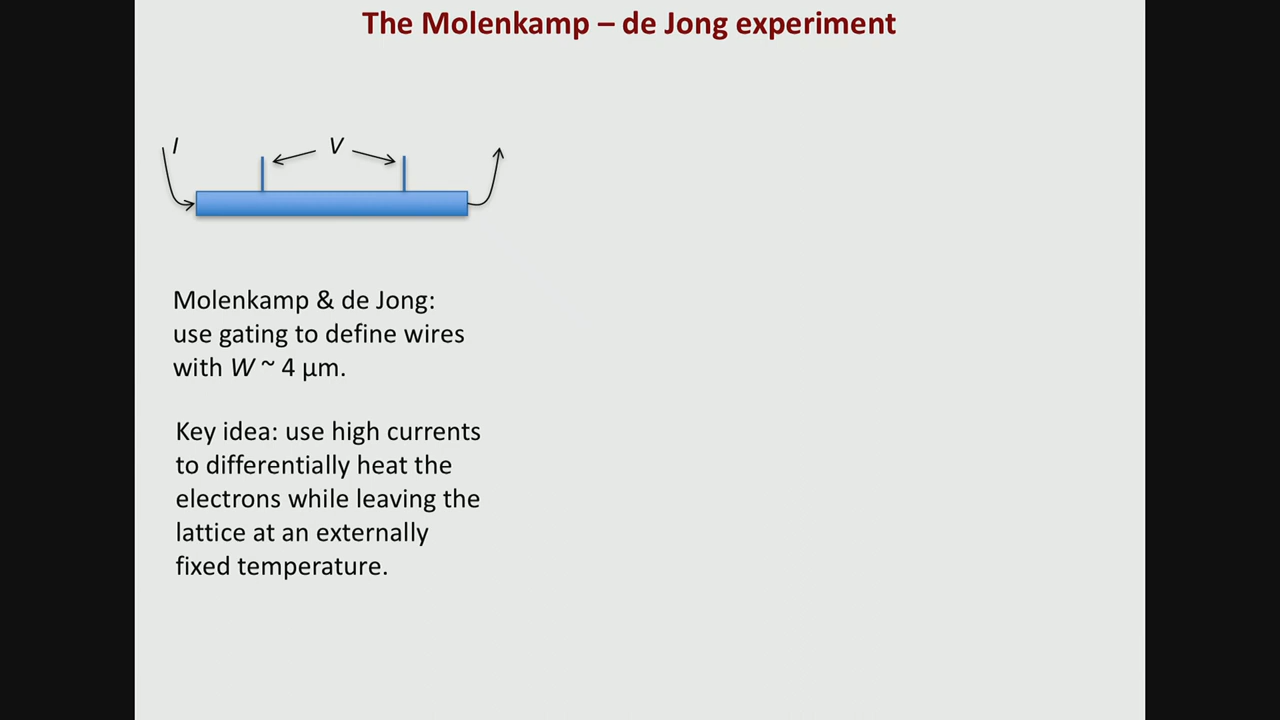 The Molenkamp – de Jong experiment
I
V
Molenkamp & de Jong:
use gating to define wires
with W ~ 4 μm.
Key idea: use high currents
to differentially heat the
electrons while leaving the
lattice at an externally
fixed temperature.